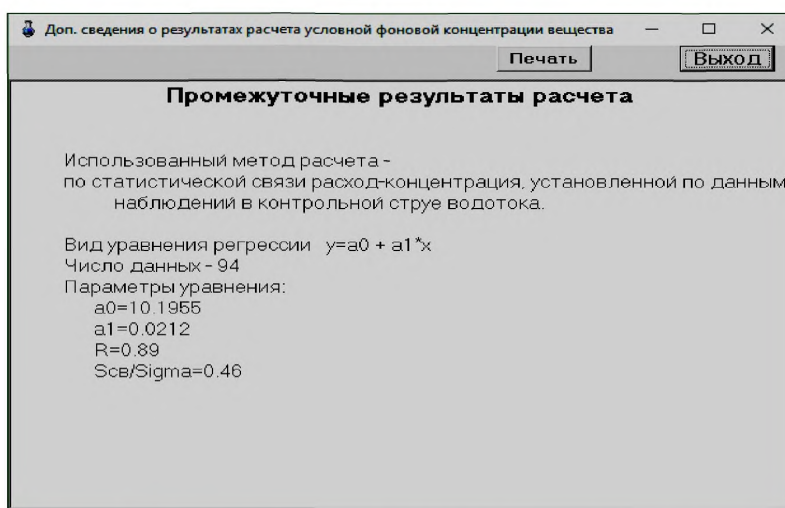 Доп. сведения о результатах расчета условной фоновой концентрации вещества
Печать
Выход
Промежуточные результаты расчета
Использованный метод расчета -
по статистической связи расход-концентрация, установленной по данным
наблюдений в контрольной струе водотока.
Вид уравнения регрессии y=a0 + a1*x
Число данных - 94
Параметры уравнения:
a0=10.1955
a1=0.0212
R=0.89
Sсв/Sigma=0.46